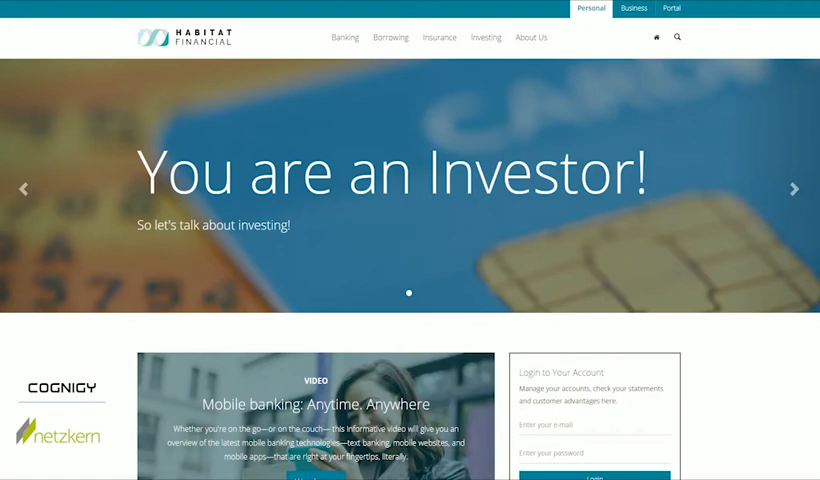 Personal Business Portal
HABITAT
FINANCIAL
Banking Borrowing Insurance Investing About Us
You are an Investor!
So let's talk about investing!
COGNIGY
netzkern
VIDEO
Mobile banking: Anytime. Anywhere
Whether you're on the go—or on the couch— this informative video will give you an
overview of the latest mobile banking technologies—text banking, mobile websites, and
mobile apps—that are right at your fingertips, literally.
Login to Your Account
Manage your accounts, check your statements
and customer advantages here.
Enter your e-mail
Enter your password
Login